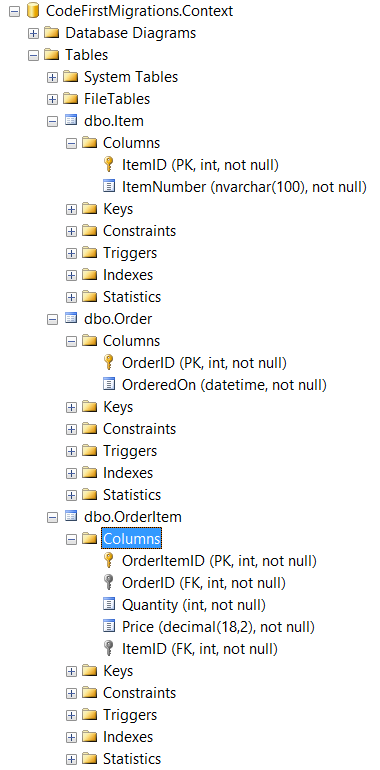 CodeFirstMigrations.Context
Database Diagrams
Tables
System Tables
FileTables
dbo.Item
Columns
ItemID (PK, int, not null)
ItemNumber (nvarchar(100), not null)
Keys
Constraints
Triggers
Indexes
Statistics
dbo.Order
Columns
OrderID (PK, int, not null)
OrderedOn (datetime, not null)
Keys
Constraints
Triggers
Indexes
Statistics
dbo.OrderItem
Columns
OrderItemID (PK, int, not null)
OrderID (FK, int, not null)
Quantity (int, not null)
Price (decimal(18,2), not null)
ItemID (FK, int, not null)
Keys
Constraints
Triggers
Indexes
Statistics